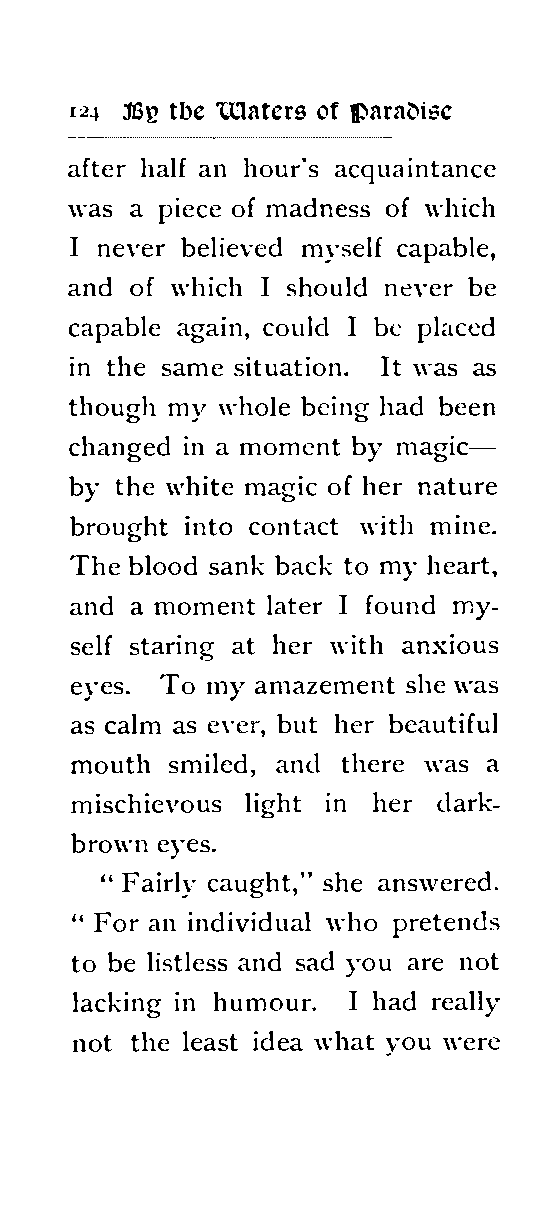 124 By the Waters of Paradise
after half an hour's acquaintance
was a piece of madness of which
I never believed myself capable,
and of which I should never be
capable again, could I be placed
in the same situation. It was as
though my whole being had been
changed in a moment by magic—
by the white magic of her nature
brought into contact with mine.
The blood sank back to my heart,
and a moment later I found my-
self staring at her with anxious
eyes. To my amazement she was
as calm as ever, but her beautiful
mouth smiled, and there was a
mischievous light in her dark-
brown eyes.
“ Fairly caught,” she answered.
“ For an individual who pretends
to be listless and sad you are not
lacking in humour. I had really
not the least idea what you were